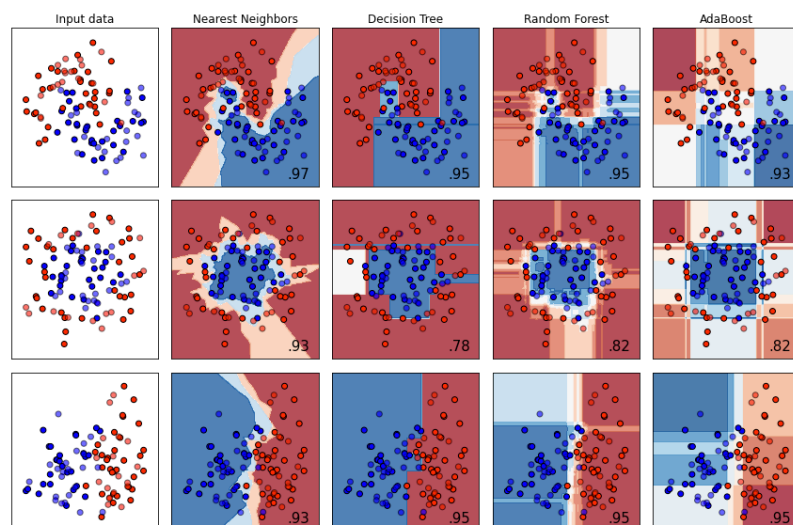 Input data
Nearest Neighbors
Decision Tree
Random Forest
AdaBoost
.97
.95
.95
.93
.93
.78
.82
.82
.93
.95
.95
.95